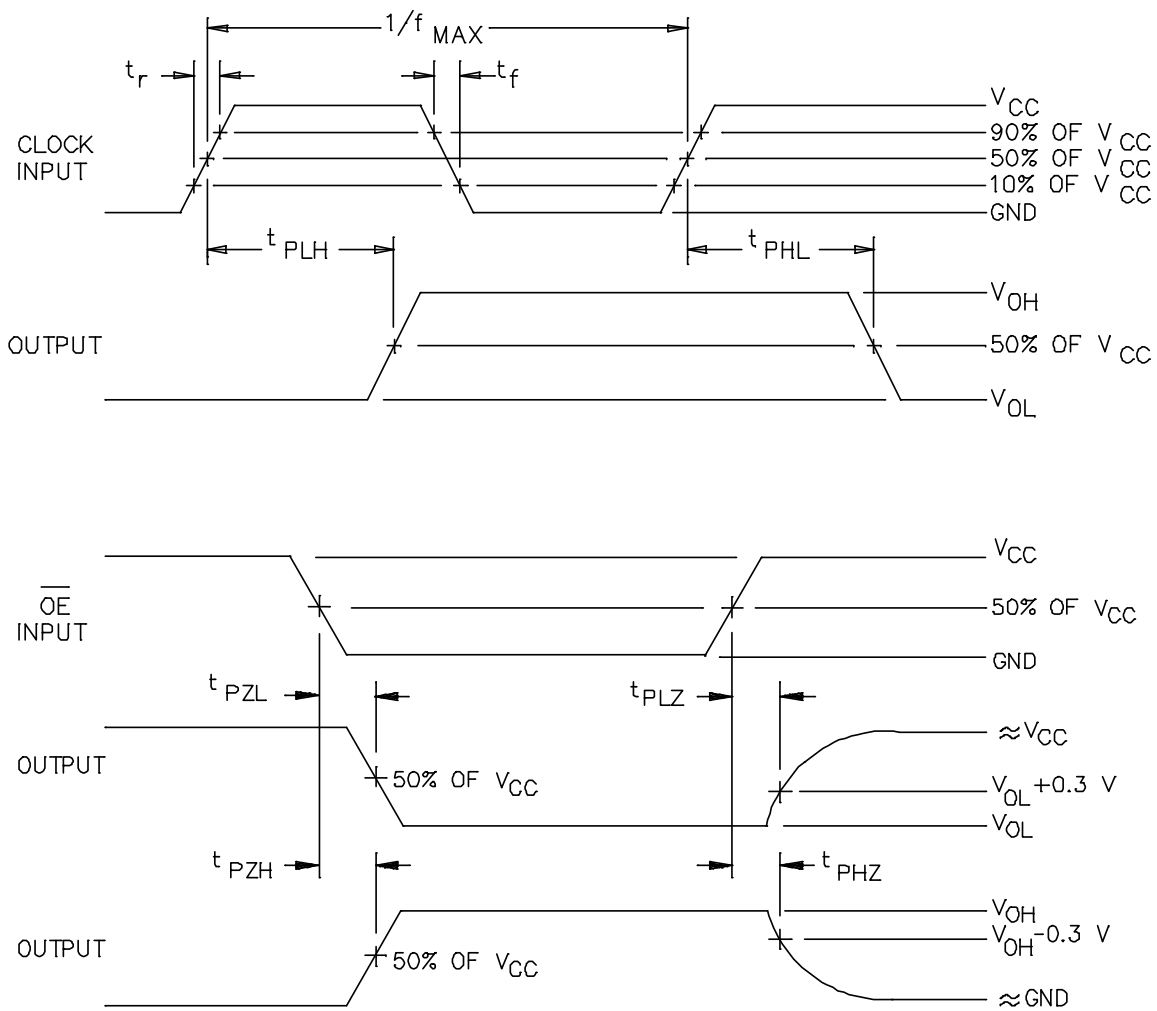 1/f MAX
t r
t f
V CC
90% OF V CC
CLOCK INPUT
50% OF V CC
10% OF V CC
GND
t PLH
t PHL
V OH
OUTPUT
50% OF V CC
V OL
V CC
OE INPUT
50% OF V CC
GND
t PZL
t PLZ
≈ V CC
OUTPUT
50% OF V CC
V OL +0.3 V
V OL
t PZH
t PHZ
V OH
V OH -0.3 V
OUTPUT
50% OF V CC
≈ GND